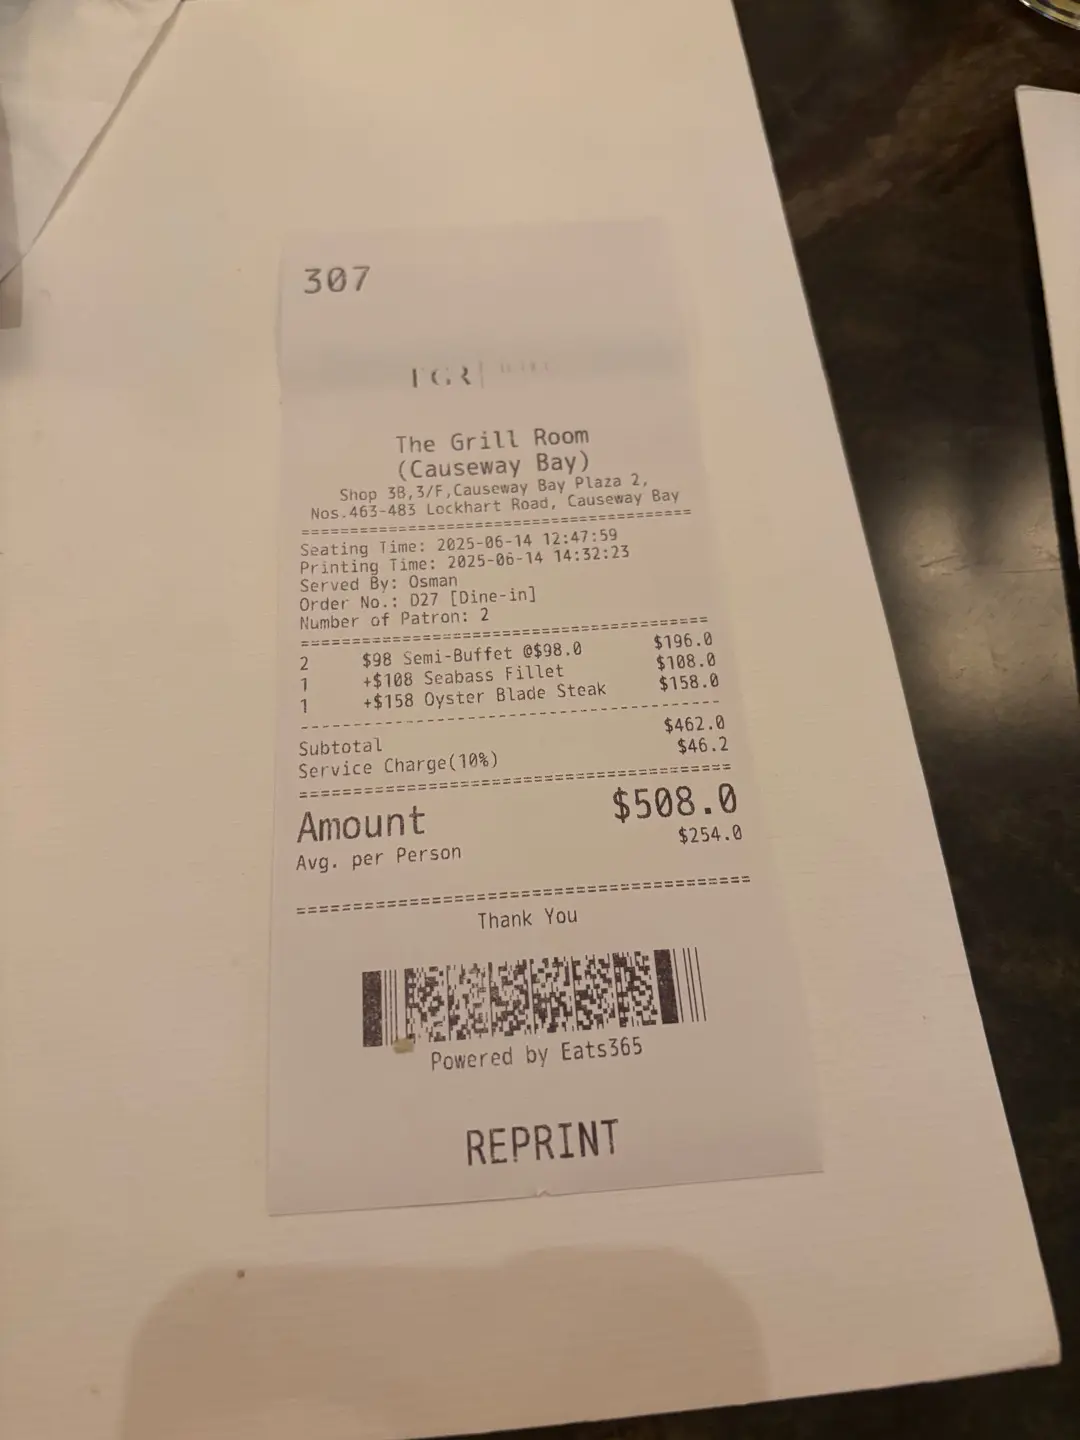 307
The Grill Room
(Causeway Bay)
Shop 3B,3/F,Causeway Bay Plaza 2,
Nos.463-483 Lockhart Road, Causeway Bay
=========================================
Seating Time: 2025-06-14 12:47:59
Printing Time: 2025-06-14 14:32:23
Served By: Osman
Order No.: D27 [Dine-in]
Number of Patron: 2
=========================================
2 $98 Semi-Buffet @$98.0 $196.0
1 +$108 Seabass Fillet $108.0
1 +$158 Oyster Blade Steak $158.0
-----------------------------------------
Subtotal $462.0
Service Charge(10%) $46.2
=========================================
Amount $508.0
Avg. per Person $254.0
=========================================
Thank You
Powered by Eats365
REPRINT